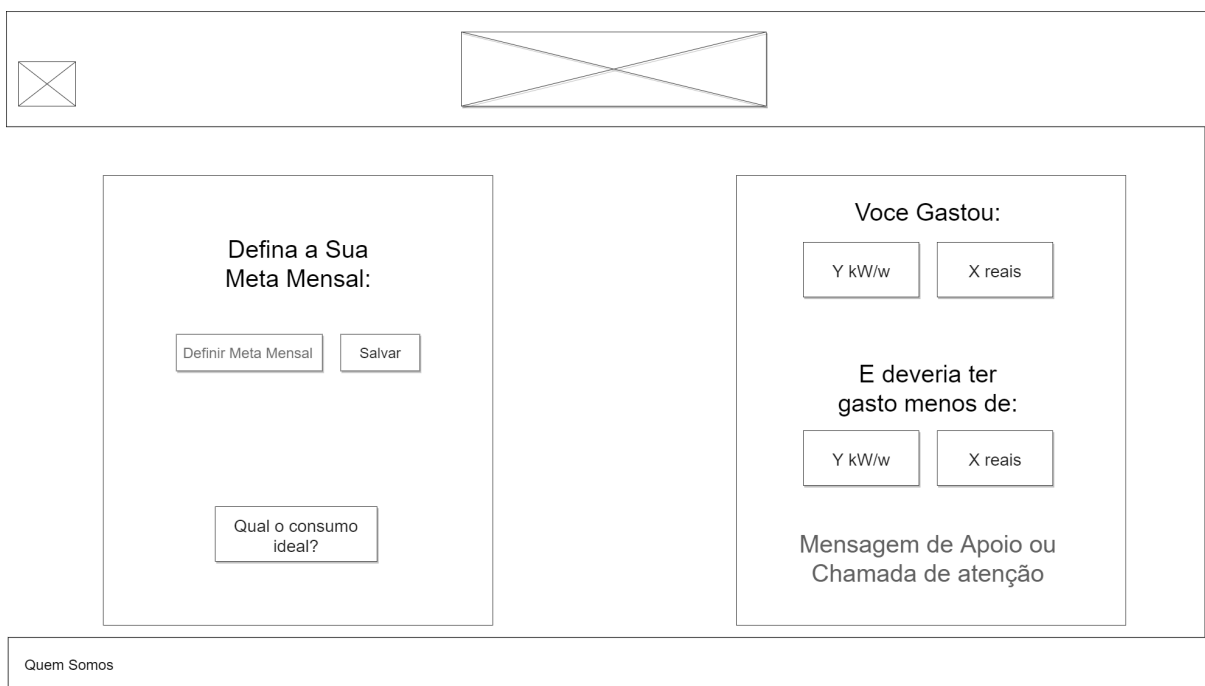 Defina a Sua
Meta Mensal:
Definir Meta Mensal
Salvar
Qual o consumo
ideal?
Voce Gastou:
Y kW/w
X reais
E deveria ter
gasto menos de:
Y kW/w
X reais
Mensagem de Apoio ou
Chamada de atenção
Quem Somos